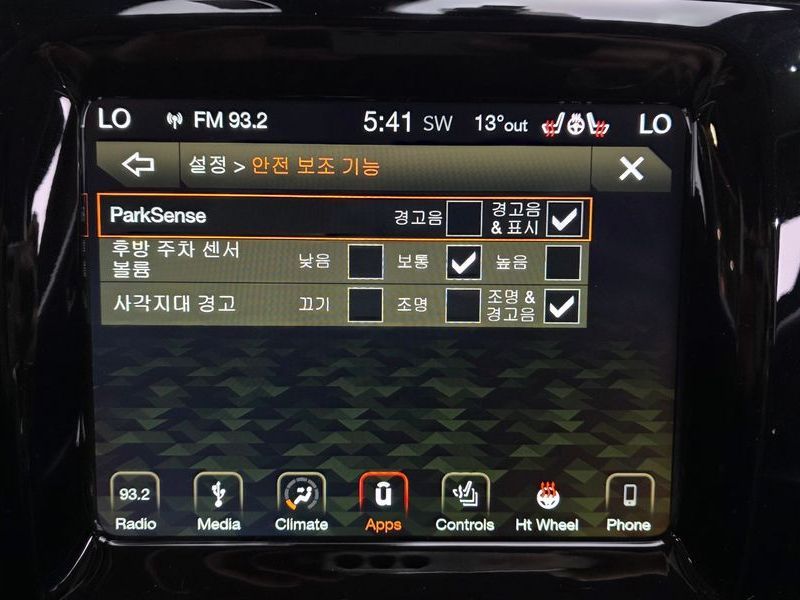 LO FM 93.2 5:41 SW 13°out LO
설정 > 안전 보조 기능
ParkSense 경고음 경고음 & 표시
후방 주차 센서 볼륨 낮음 보통 높음
사각지대 경고 끄기 조명 조명 & 경고음
93.2
Radio Media Climate Apps Controls Ht Wheel Phone